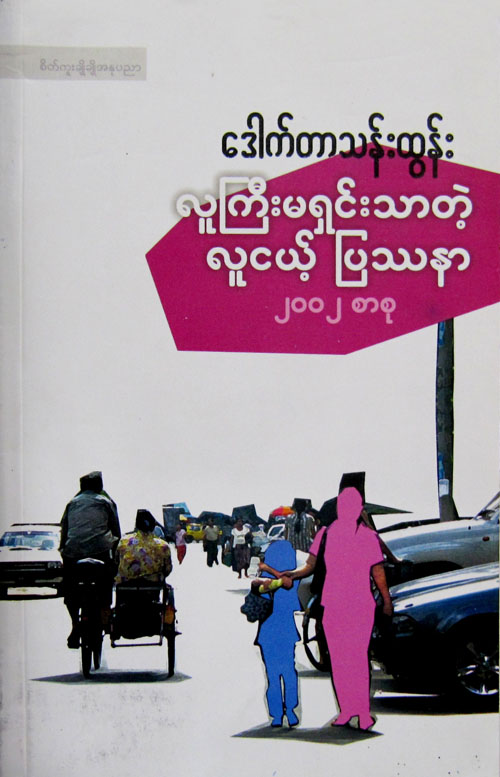 စိတ်ကူးချိုချိုအနုပညာ
ဒေါက်တာသန်းထွန်း
လူကြီးမရှင်းသာတဲ့
လူငယ့် ပြဿနာ
၂၀၀၂ စာစု